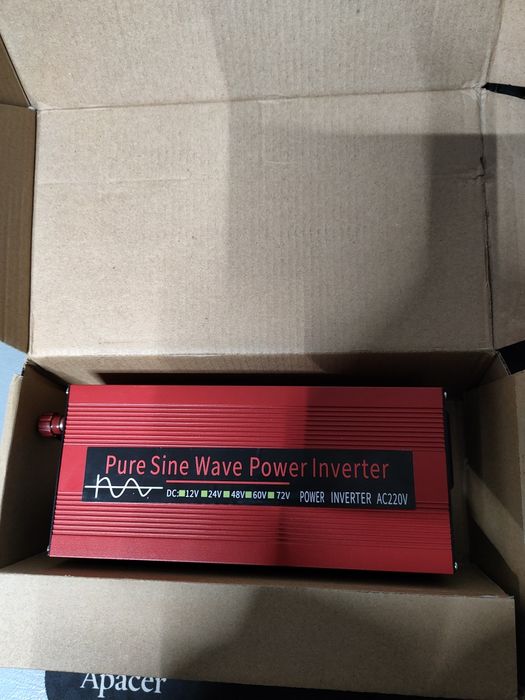 Pure Sine Wave Power Inverter
DC:■12V ■24V ■48V ■60V ■72V POWER INVERTER AC220V
Apacer